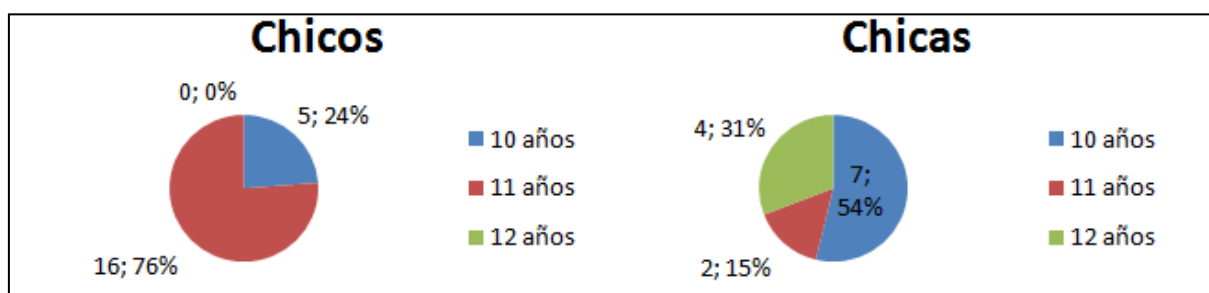 Chicos
0; 0%
5; 24%
16; 76%
10 años
11 años
12 años
Chicas
4; 31%
7;
54%
2; 15%
10 años
11 años
12 años